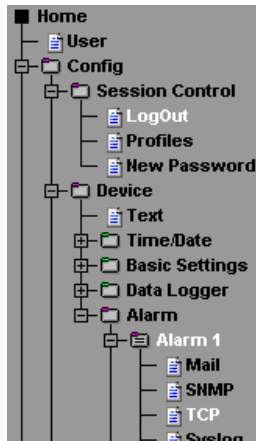 Home
User
Config
Session Control
LogOut
Profiles
New Password
Device
Text
Time/Date
Basic Settings
Data Logger
Alarm
Alarm 1
Mail
SNMP
TCP
Syslog